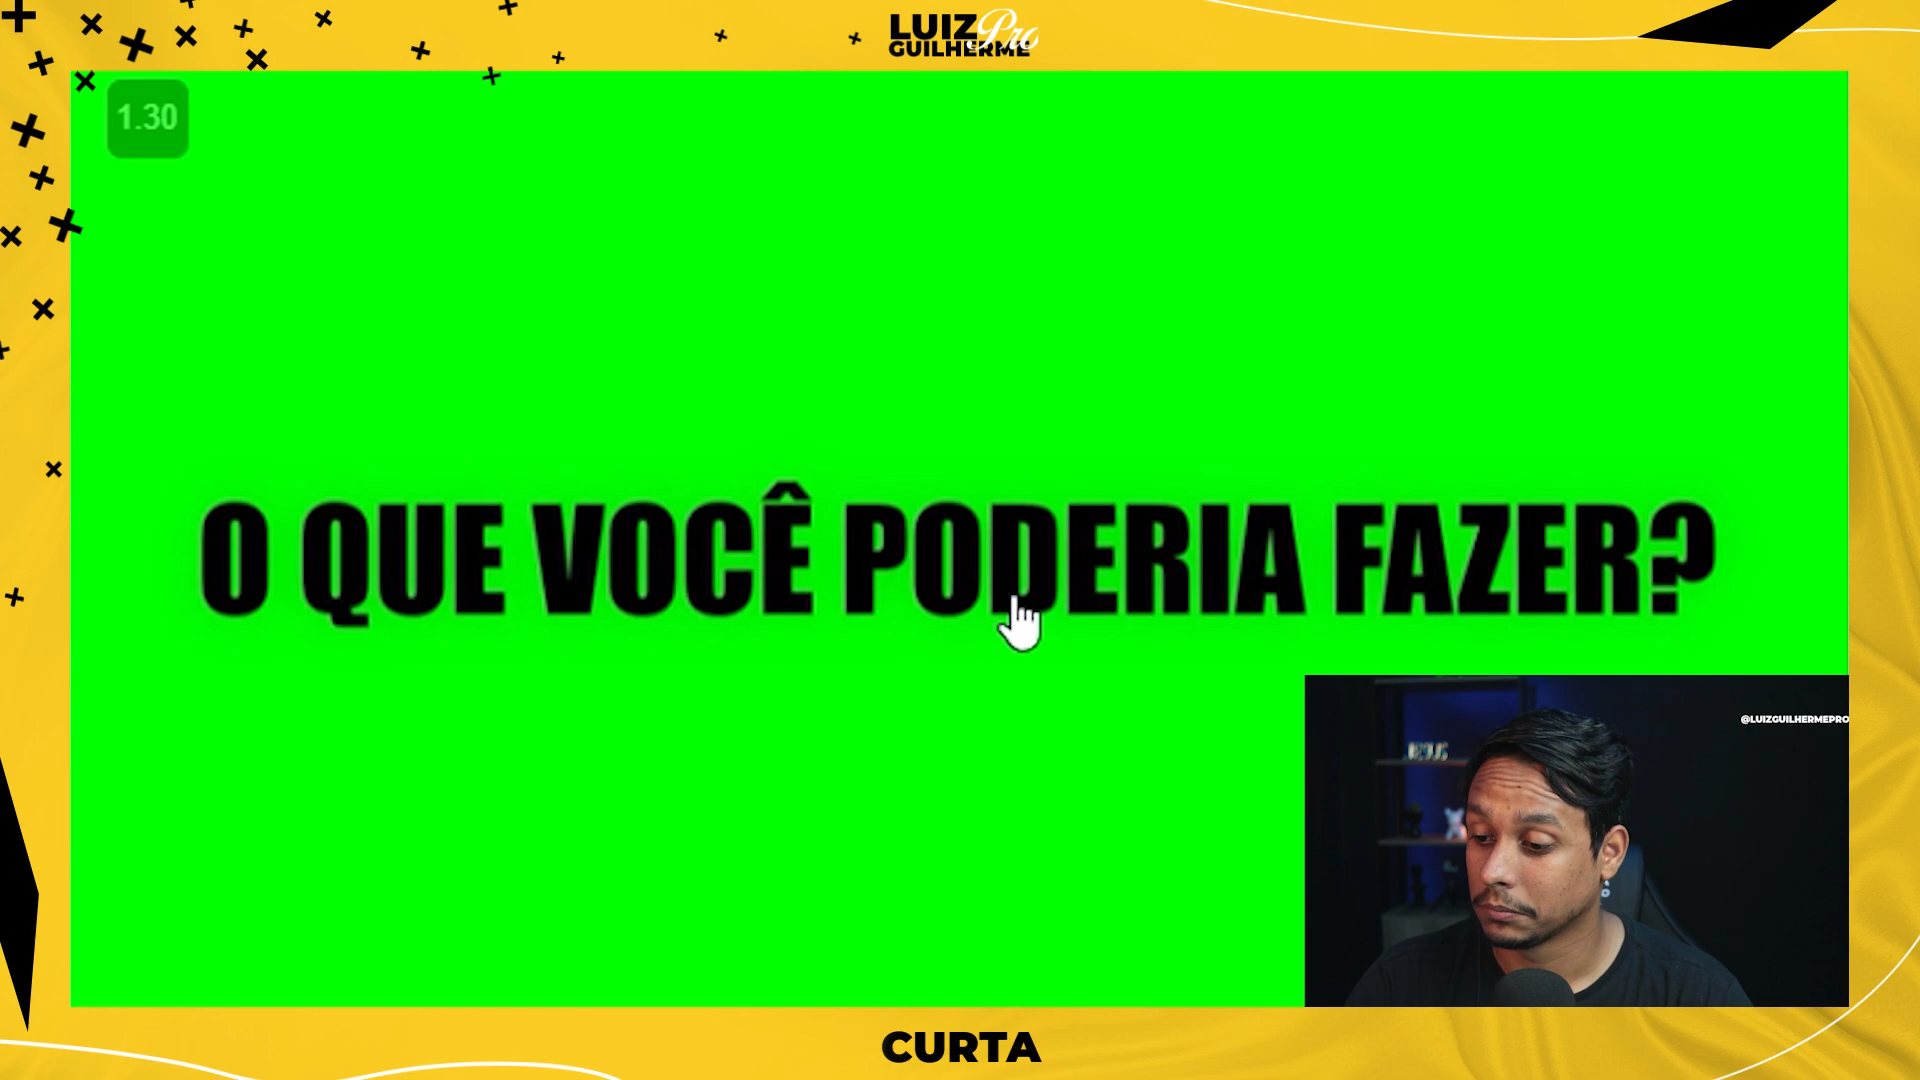 LUIZ Pro
GUILHERME
1.30
O QUE VOCÊ PODERIA FAZER?
@LUIZGUILHERMEPRO
CURTA